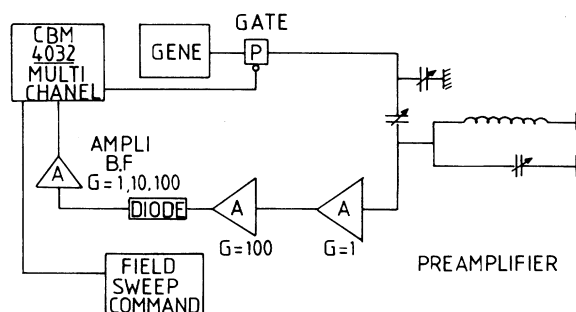 CBM
4032
MULTI
CHANEL
GENE
GATE
P
AMPLI
B.F
G=1,10,100
A
DIODE
A
G=100
A
G=1
FIELD
SWEEP
COMMAND
PREAMPLIFIER